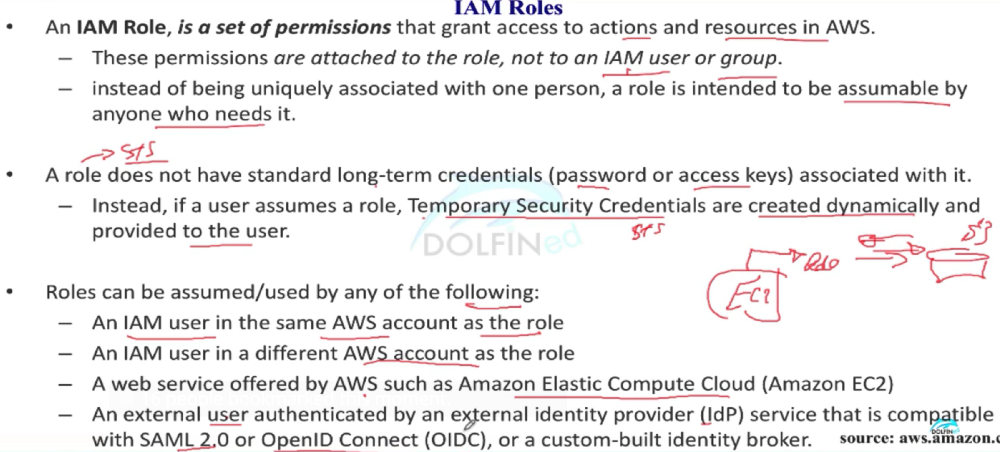 IAM Roles
• An IAM Role, is a set of permissions that grant access to actions and resources in AWS.
– These permissions are attached to the role, not to an IAM user or group.
– instead of being uniquely associated with one person, a role is intended to be assumable by
anyone who needs it.
STS
• A role does not have standard long-term credentials (password or access keys) associated with it.
– Instead, if a user assumes a role, Temporary Security Credentials are created dynamically and
provided to the user.
STS
S3
DOLFINed
Role
EC2
• Roles can be assumed/used by any of the following:
– An IAM user in the same AWS account as the role
– An IAM user in a different AWS account as the role
– A web service offered by AWS such as Amazon Elastic Compute Cloud (Amazon EC2)
16 people bookmarked this moment.
– An external user authenticated by an external identity provider (IdP) service that is compatible
with SAML 2.0 or OpenID Connect (OIDC), or a custom-built identity broker.
DOLFINed
source: aws.amazon.c